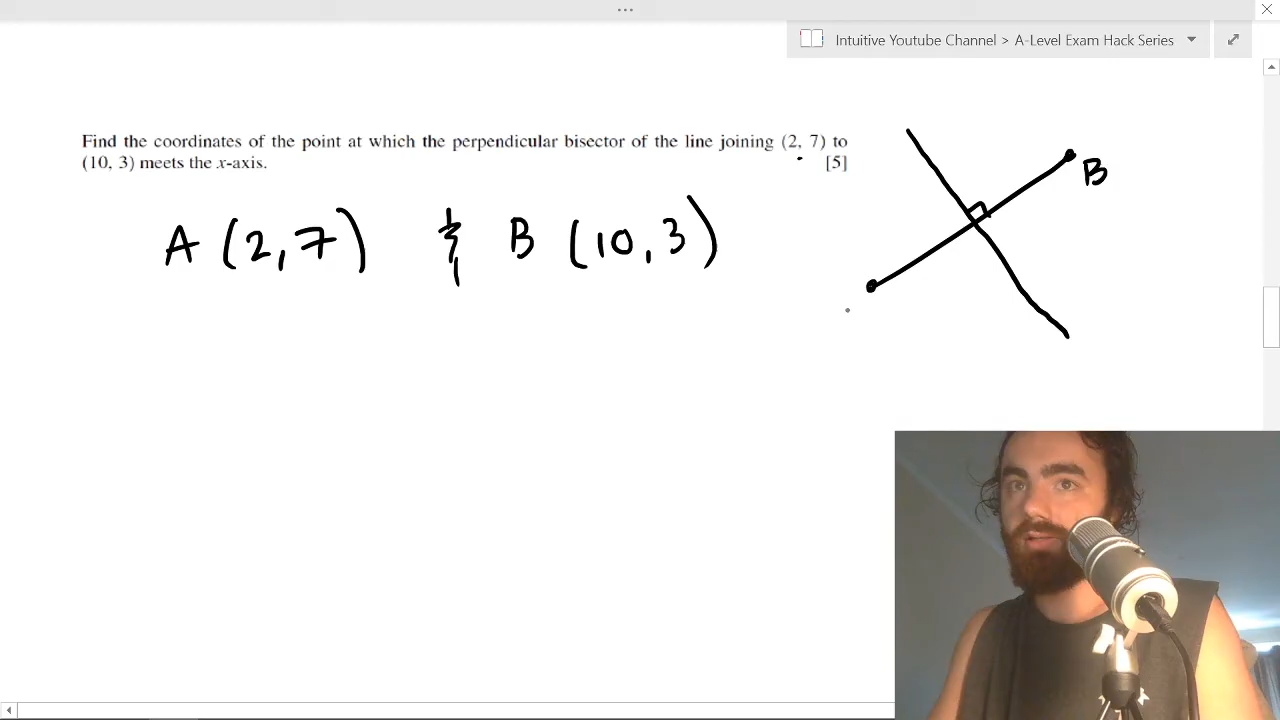 Intuitive Youtube Channel > A-Level Exam Hack Series
Find the coordinates of the point at which the perpendicular bisector of the line joining (2, 7) to
(10, 3) meets the x-axis. [5]
A (2,7) & B (10,3)
B